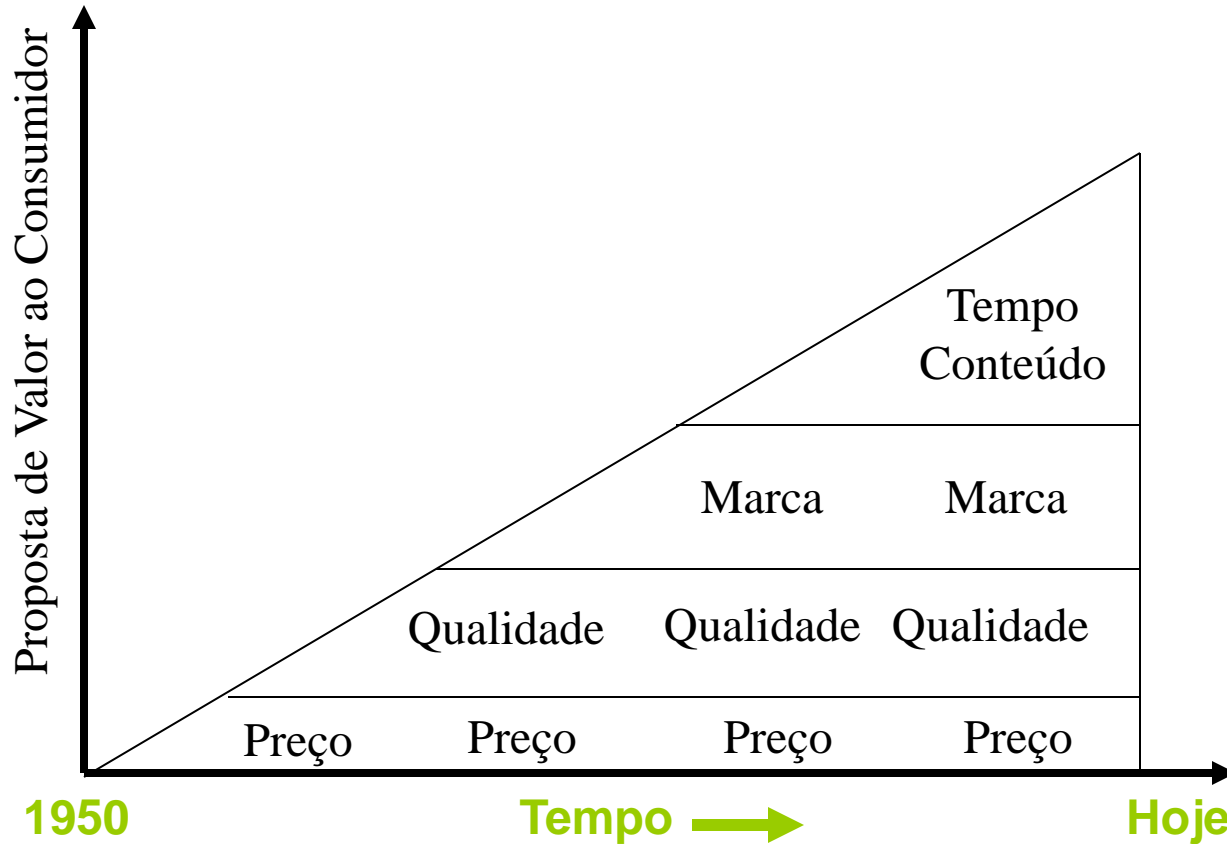 Proposta de Valor ao Consumidor
Tempo
Conteúdo
Marca Marca
Qualidade Qualidade Qualidade
Preço Preço Preço Preço
1950 Tempo Hoje